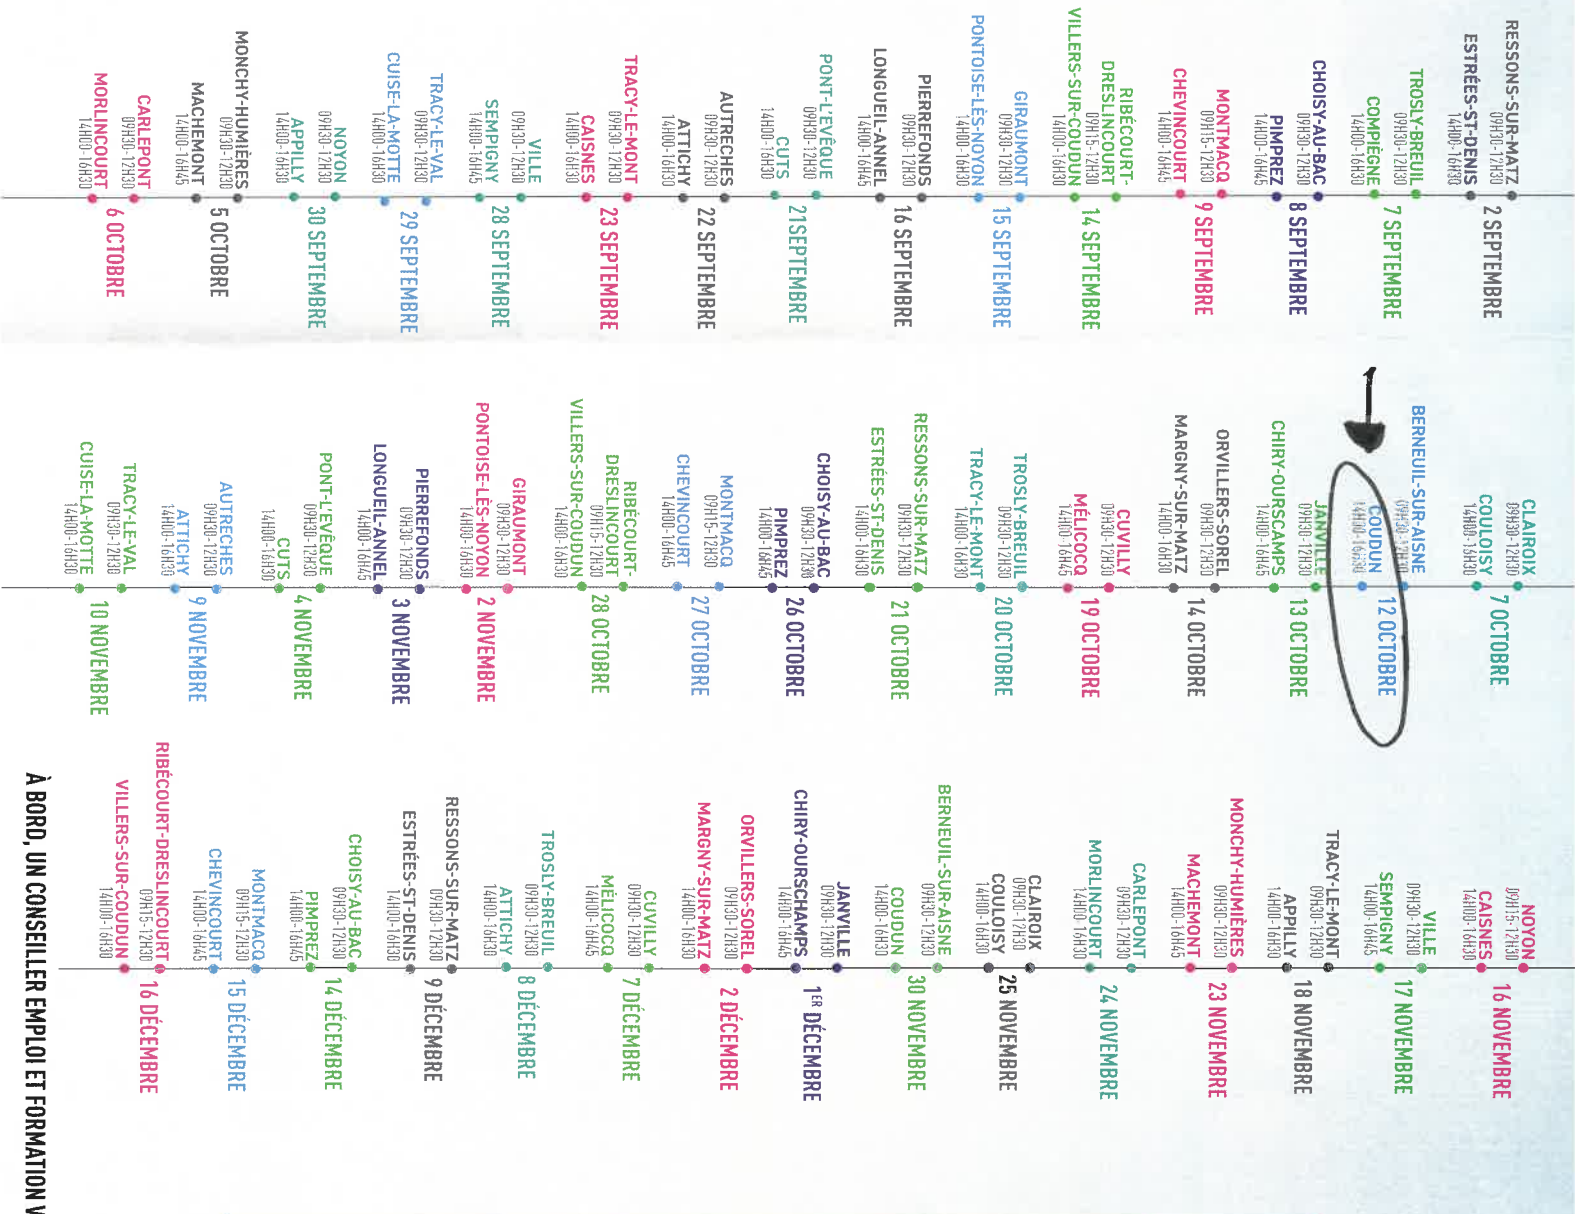 RESSONS-SUR-MATZ
09H30-12H30
ESTRÉES-ST-DENIS
14H00-16H30
2 SEPTEMBRE
TROSLY-BREUIL
09H30-12H30
COMPIÈGNE
14H00-16H30
7 SEPTEMBRE
CHOISY-AU-BAC
09H30-12H30
PIMPREZ
14H00-16H45
8 SEPTEMBRE
MONTMACQ
09H15-12H30
CHEVINCOURT
14H00-16H45
9 SEPTEMBRE
RIBÉCOURT-
DRESLINCOURT
09H15-12H30
VILLERS-SUR-COUDUN
14H00-16H30
14 SEPTEMBRE
GIRAUMONT
09H30-12H30
PONTOISE-LÈS-NOYON
14H00-16H30
15 SEPTEMBRE
PIERREFONDS
09H30-12H30
LONGUEIL-ANNEL
14H00-16H45
16 SEPTEMBRE
PONT-L'EVÊQUE
09H30-12H30
CUTS
14H00-16H30
21SEPTEMBRE
AUTRECHES
09H30-12H30
ATTICHY
14H00-16H30
22 SEPTEMBRE
TRACY-LE-MONT
09H30-12H30
CAISNES
14H00-16H30
23 SEPTEMBRE
VILLE
09H30-12H30
SEMPIGNY
14H00-16H45
28 SEPTEMBRE
TRACY-LE-VAL
09H30-12H30
CUISE-LA-MOTTE
14H00-16H30
29 SEPTEMBRE
NOYON
09H30-12H30
APPILLY
14H00-16H30
30 SEPTEMBRE
MONCHY-HUMIÈRES
09H30-12H30
MACHEMONT
14H00-16H45
5 OCTOBRE
CARLEPONT
09H30-12H30
MORLINCOURT
14H00-16H30
6 OCTOBRE
CLAIROIX
09H30-12H30
COULOISY
14H00-16H30
7 OCTOBRE
1
BERNEUIL-SUR-AISNE
09H30-12H30
COUDUN
14H00-16H30
12 OCTOBRE
JANVILLE
09H30-12H30
CHIRY-OURSCAMPS
14H00-16H45
13 OCTOBRE
ORVILLERS-SOREL
09H30-12H30
MARGNY-SUR-MATZ
14H00-16H30
14 OCTOBRE
CUVILLY
09H30-12H30
MÉLICOCQ
14H00-16H45
19 OCTOBRE
TROSLY-BREUIL
09H30-12H30
TRACY-LE-MONT
14H00-16H30
20 OCTOBRE
RESSONS-SUR-MATZ
09H30-12H30
ESTRÉES-ST-DENIS
14H00-16H30
21 OCTOBRE
CHOISY-AU-BAC
09H30-12H30
PIMPREZ
14H00-16H45
26 OCTOBRE
MONTMACQ
09H15-12H30
CHEVINCOURT
14H00-16H45
27 OCTOBRE
RIBÉCOURT-
DRESLINCOURT
09H15-12H30
VILLERS-SUR-COUDUN
14H00-16H30
28 OCTOBRE
GIRAUMONT
09H30-12H30
PONTOISE-LÈS-NOYON
14H00-16H30
2 NOVEMBRE
PIERREFONDS
09H30-12H30
LONGUEIL-ANNEL
14H00-16H45
3 NOVEMBRE
PONT-L'EVÊQUE
09H30-12H30
CUTS
14H00-16H30
4 NOVEMBRE
AUTRECHES
09H30-12H30
ATTICHY
14H00-16H30
9 NOVEMBRE
TRACY-LE-VAL
09H30-12H30
CUISE-LA-MOTTE
14H00-16H30
10 NOVEMBRE
NOYON
09H15-12H30
CAISNES
14H00-16H30
16 NOVEMBRE
VILLE
09H30-12H30
SEMPIGNY
14H00-16H45
17 NOVEMBRE
TRACY-LE-MONT
09H30-12H30
APPILLY
14H00-16H30
18 NOVEMBRE
MONCHY-HUMIÈRES
09H30-12H30
MACHEMONT
14H00-16H45
23 NOVEMBRE
CARLEPONT
09H30-12H30
MORLINCOURT
14H00-16H30
24 NOVEMBRE
CLAIROIX
09H30-12H30
COULOISY
14H00-16H30
25 NOVEMBRE
BERNEUIL-SUR-AISNE
09H30-12H30
COUDUN
14H00-16H30
30 NOVEMBRE
JANVILLE
09H30-12H30
CHIRY-OURSCHAMPS
14H00-16H45
1ER DÉCEMBRE
ORVILLERS-SOREL
09H30-12H30
MARGNY-SUR-MATZ
14H00-16H30
2 DÉCEMBRE
CUVILLY
09H30-12H30
MÉLICOCQ
14H00-16H45
7 DÉCEMBRE
TROSLY-BREUIL
09H30-12H30
ATTICHY
14H00-16H30
8 DÉCEMBRE
RESSONS-SUR-MATZ
09H30-12H30
ESTRÉES-ST-DENIS
14H00-16H30
9 DÉCEMBRE
CHOISY-AU-BAC
09H30-12H30
PIMPREZ
14H00-16H45
14 DÉCEMBRE
MONTMACQ
09H15-12H30
CHEVINCOURT
14H00-16H45
15 DÉCEMBRE
RIBÉCOURT-DRESLINCOURT
09H15-12H30
VILLERS-SUR-COUDUN
14H00-16H30
16 DÉCEMBRE
À BORD, UN CONSEILLER EMPLOI ET FORMATION V